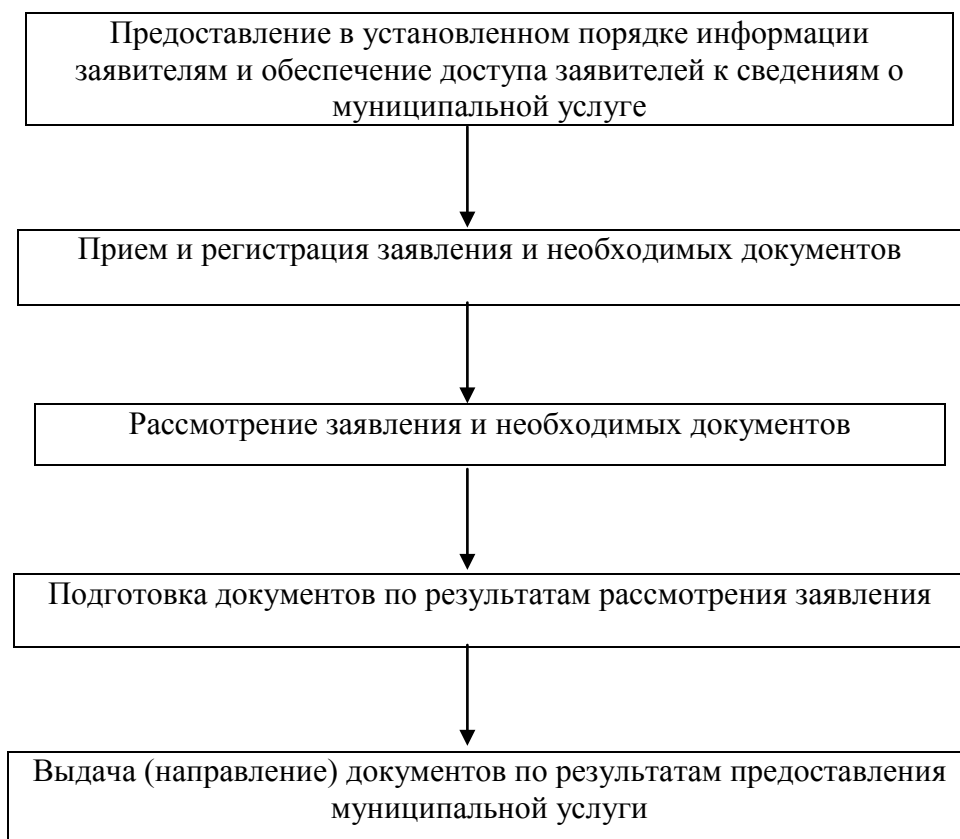 Предоставление в установленном порядке информации
заявителям и обеспечение доступа заявителей к сведениям о
муниципальной услуге
Прием и регистрация заявления и необходимых документов
Рассмотрение заявления и необходимых документов
Подготовка документов по результатам рассмотрения заявления
Выдача (направление) документов по результатам предоставления
муниципальной услуги